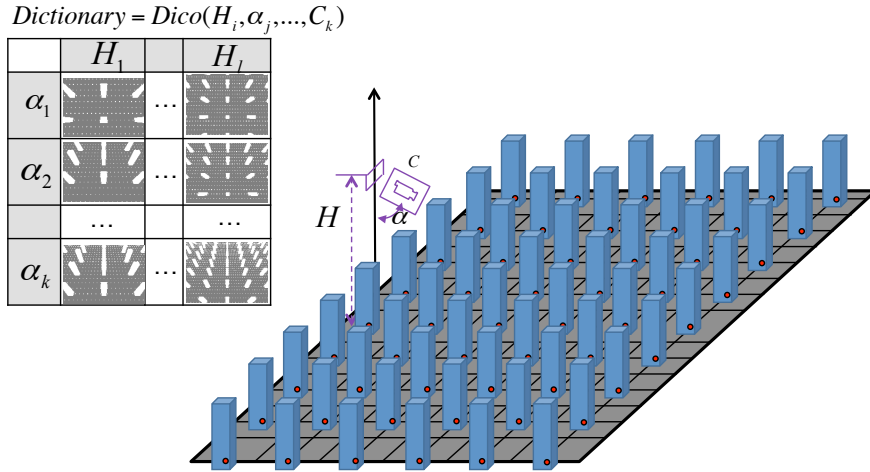 Dictionary = Dico(H_i,α_j,...,C_k)
H_1 H_l
α_1 ...
α_2 ...
... ...
α_k ...
C
H
α